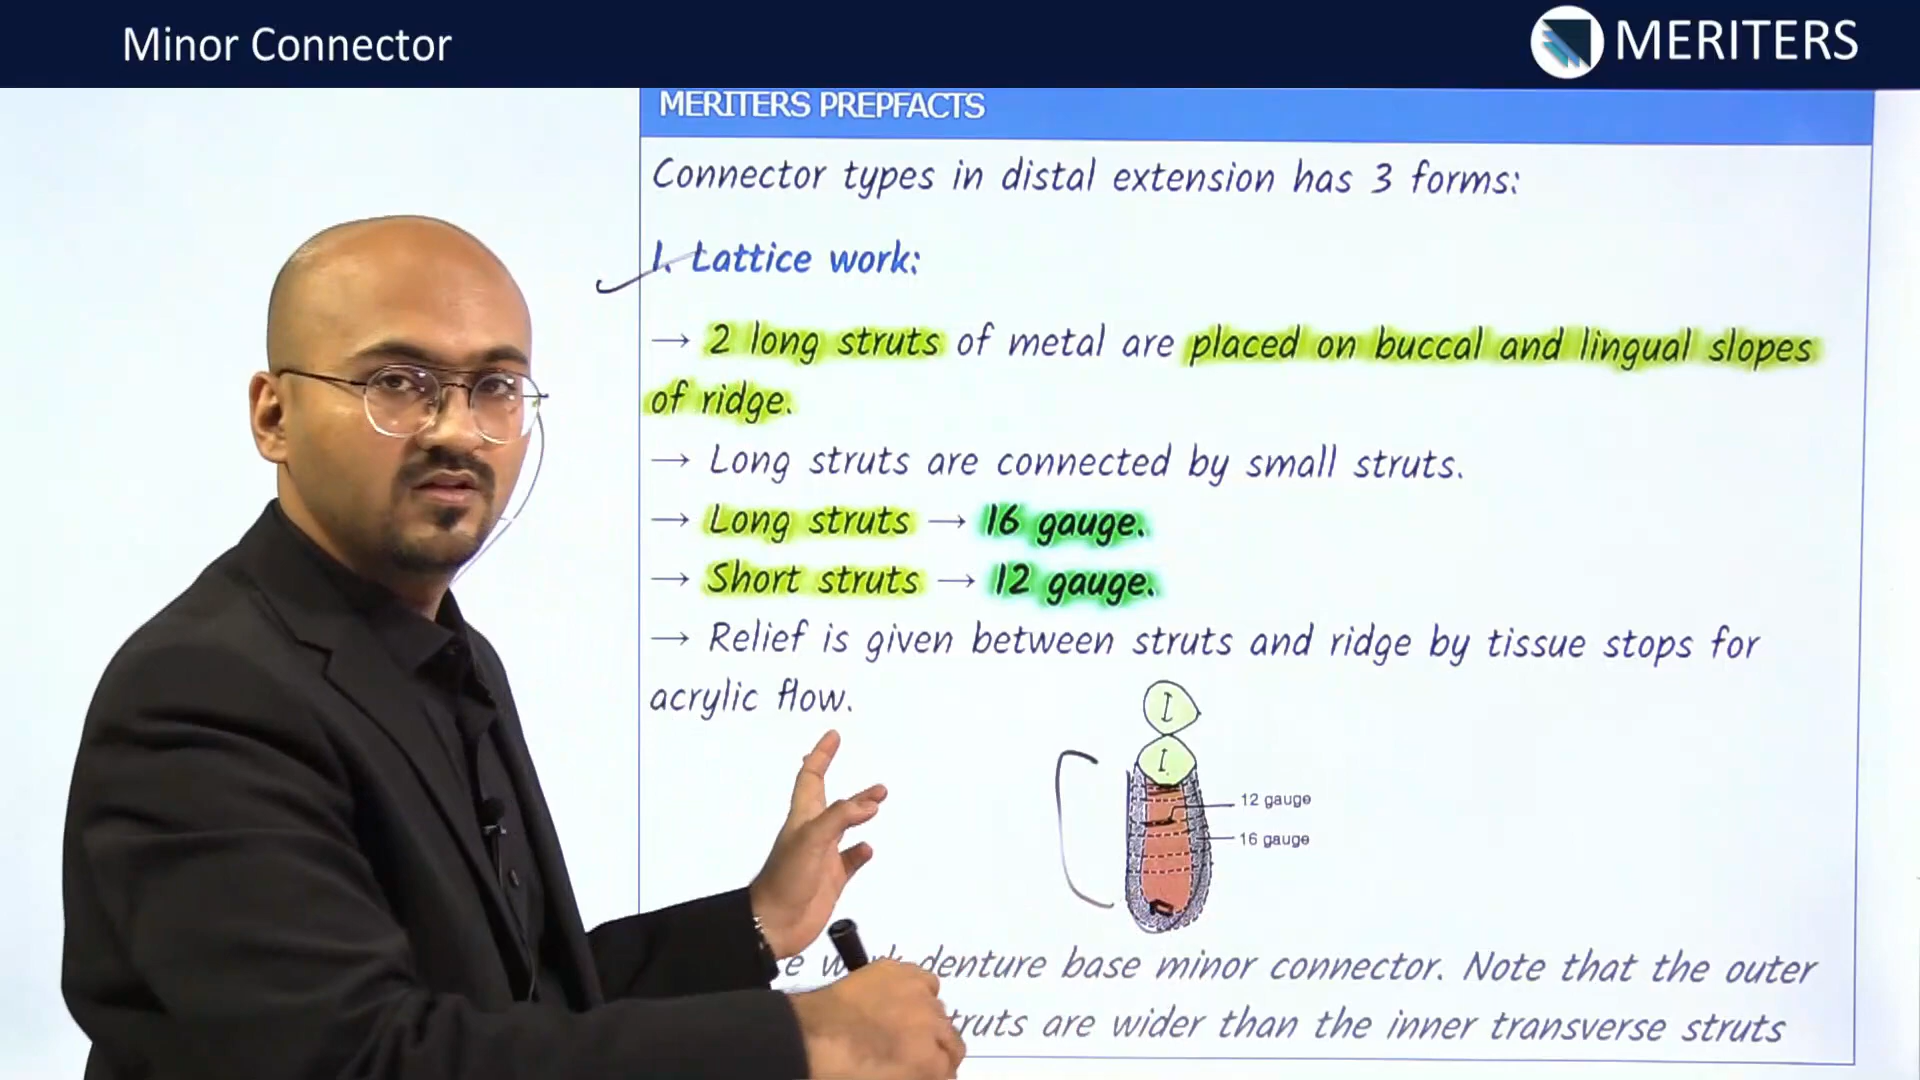 Minor Connector
MERITERS
MERITERS PREPFACTS
Connector types in distal extension has 3 forms:
1. Lattice work:
→ 2 long struts of metal are placed on buccal and lingual slopes
of ridge.
→ Long struts are connected by small struts.
→ Long struts → 16 gauge.
→ Short struts → 12 gauge.
→ Relief is given between struts and ridge by tissue stops for
acrylic flow.
I
I
12 gauge
16 gauge
denture base minor connector. Note that the outer
are wider than the inner transverse struts